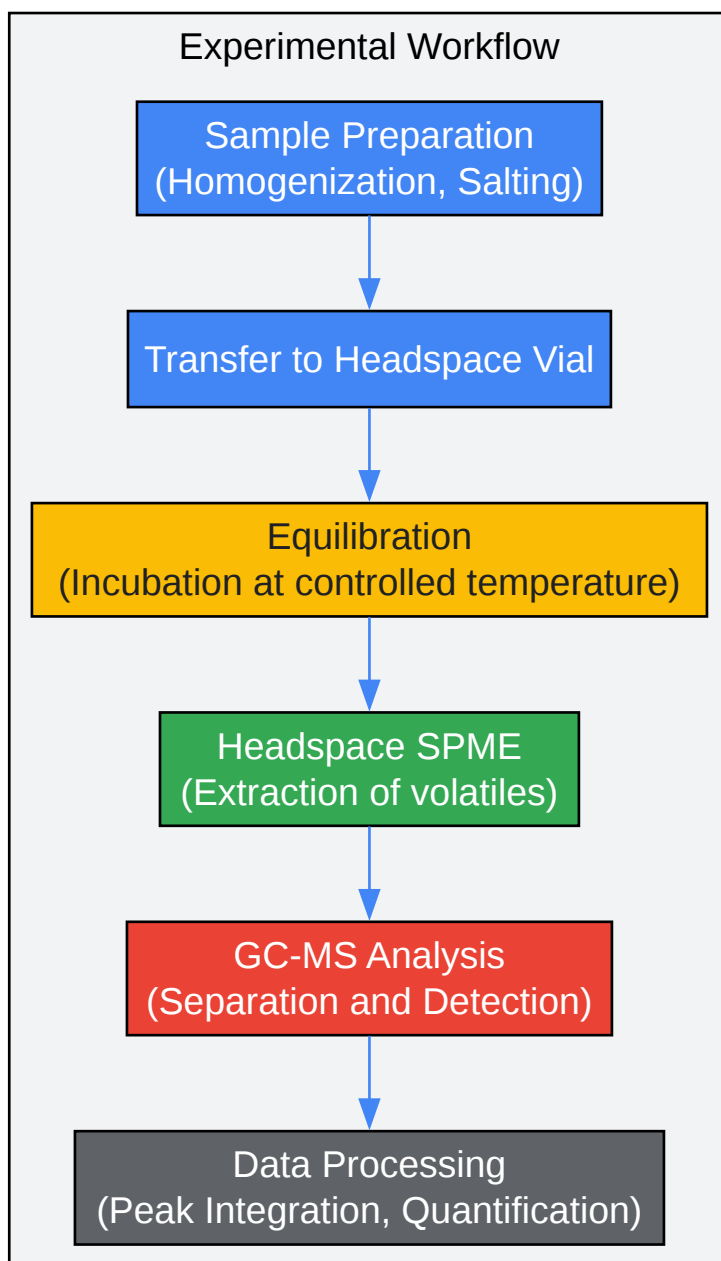 Experimental Workflow
Sample Preparation
(Homogenization, Salting)
Transfer to Headspace Vial
Equilibration
(Incubation at controlled temperature)
Headspace SPME
(Extraction of volatiles)
GC-MS Analysis
(Separation and Detection)
Data Processing
(Peak Integration, Quantification)